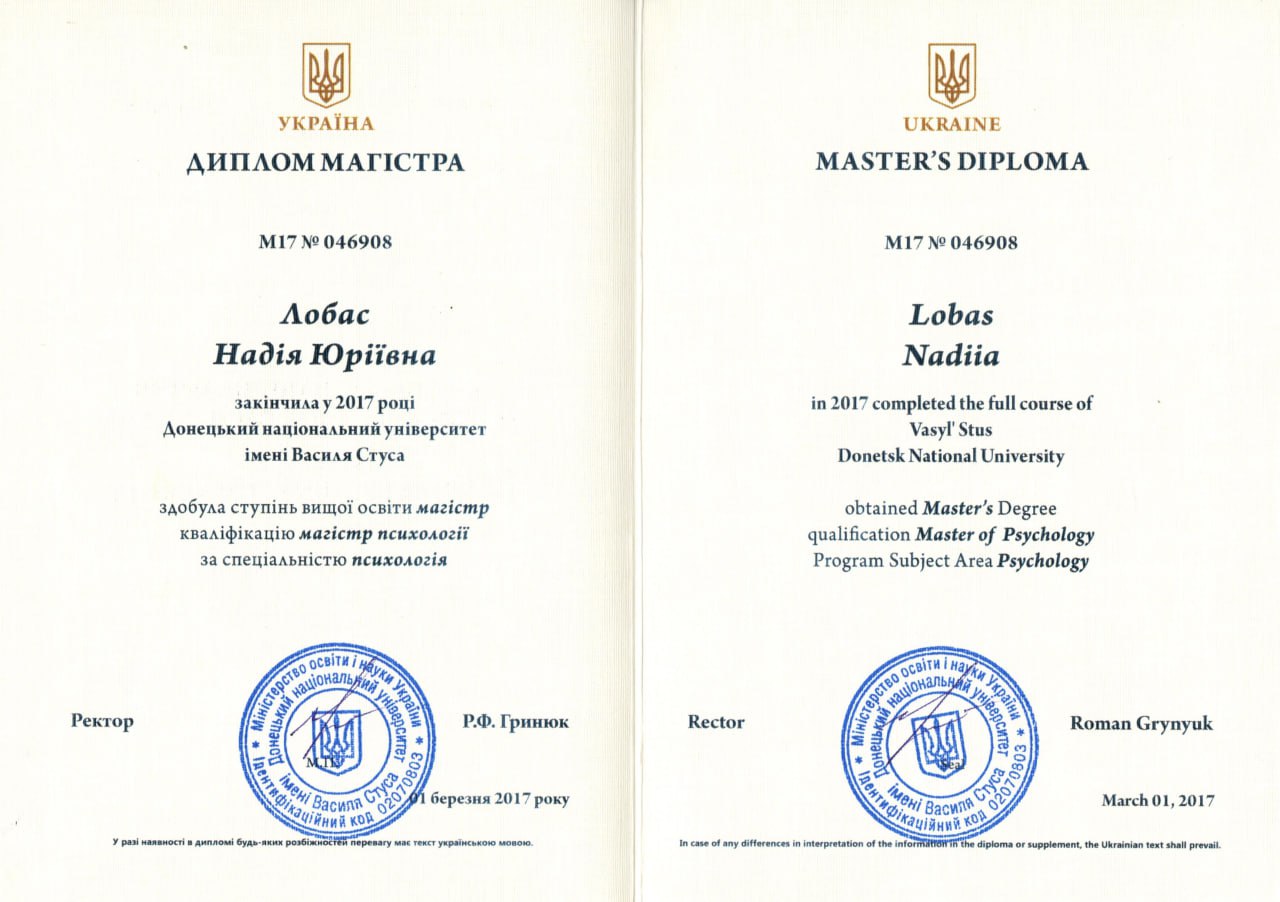 УКРАЇНА
ДИПЛОМ МАГІСТРА
М17 № 046908
Лобас
Надія Юріївна
закінчила у 2017 році
Донецький національний університет
імені Василя Стуса
здобула ступінь вищої освіти магістр
кваліфікацію магістр психології
за спеціальністю психологія
Ректор
Р.Ф. Гринюк
Міністерство освіти і науки України
Донецький національний університет
імені Василя Стуса
Ідентифікаційний код 02070803
М.П.
01 березня 2017 року
У разі наявності в дипломі будь-яких розбіжностей перевагу має текст українською мовою.
UKRAINE
MASTER’S DIPLOMA
М17 № 046908
Lobas
Nadiia
in 2017 completed the full course of
Vasyl' Stus
Donetsk National University
obtained Master’s Degree
qualification Master of Psychology
Program Subject Area Psychology
Rector
Roman Grynyuk
Міністерство освіти і науки України
Донецький національний університет
імені Василя Стуса
Ідентифікаційний код 02070803
Seal
March 01, 2017
In case of any differences in interpretation of the information in the diploma or supplement, the Ukrainian text shall prevail.